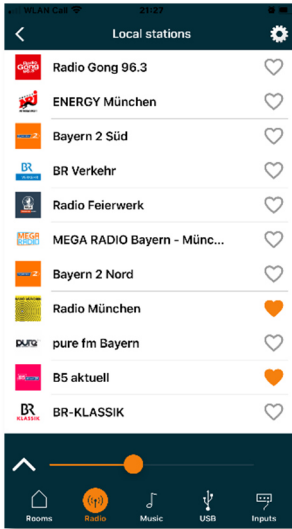 WLAN Call 21:27
Local stations
Radio Gong 96.3
ENERGY München
Bayern 2 Süd
BR Verkehr
Radio Feierwerk
MEGA RADIO Bayern - Münc...
Bayern 2 Nord
Radio München
pure fm Bayern
B5 aktuell
BR-KLASSIK
Rooms Radio Music USB Inputs